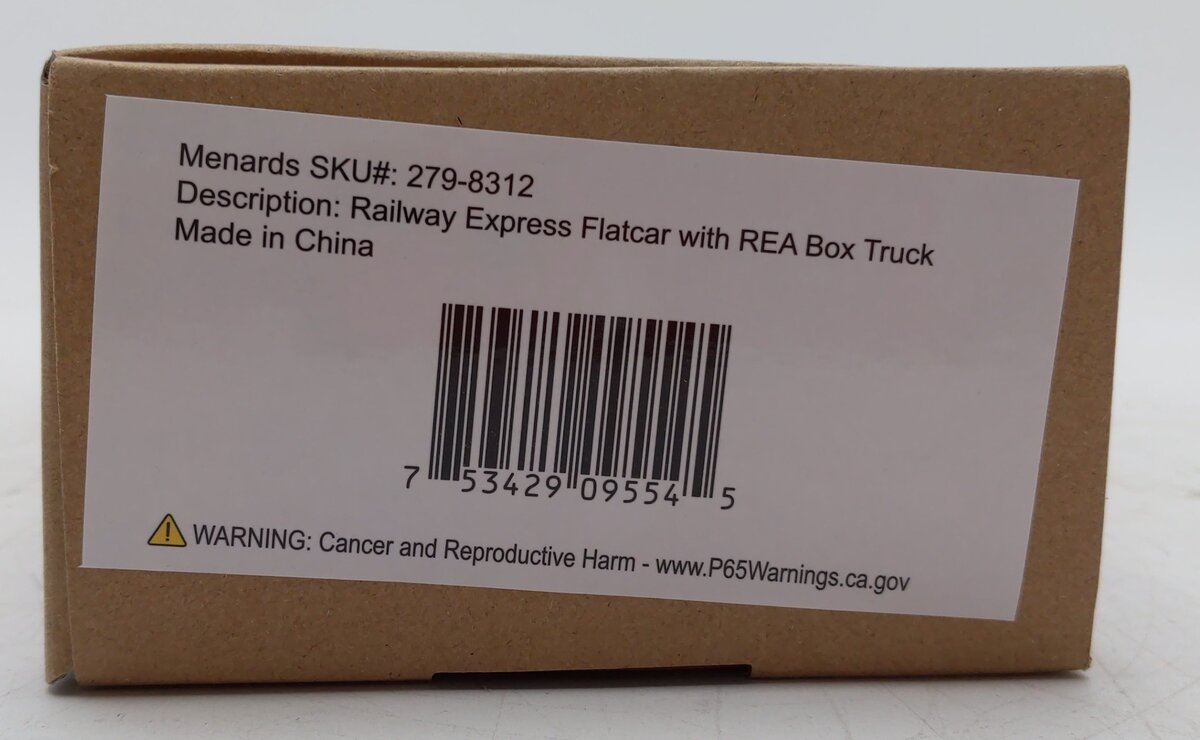 Menards SKU#: 279-8312
Description: Railway Express Flatcar with REA Box Truck
Made in China
7 53429 09554 5
WARNING: Cancer and Reproductive Harm - www.P65Warnings.ca.gov